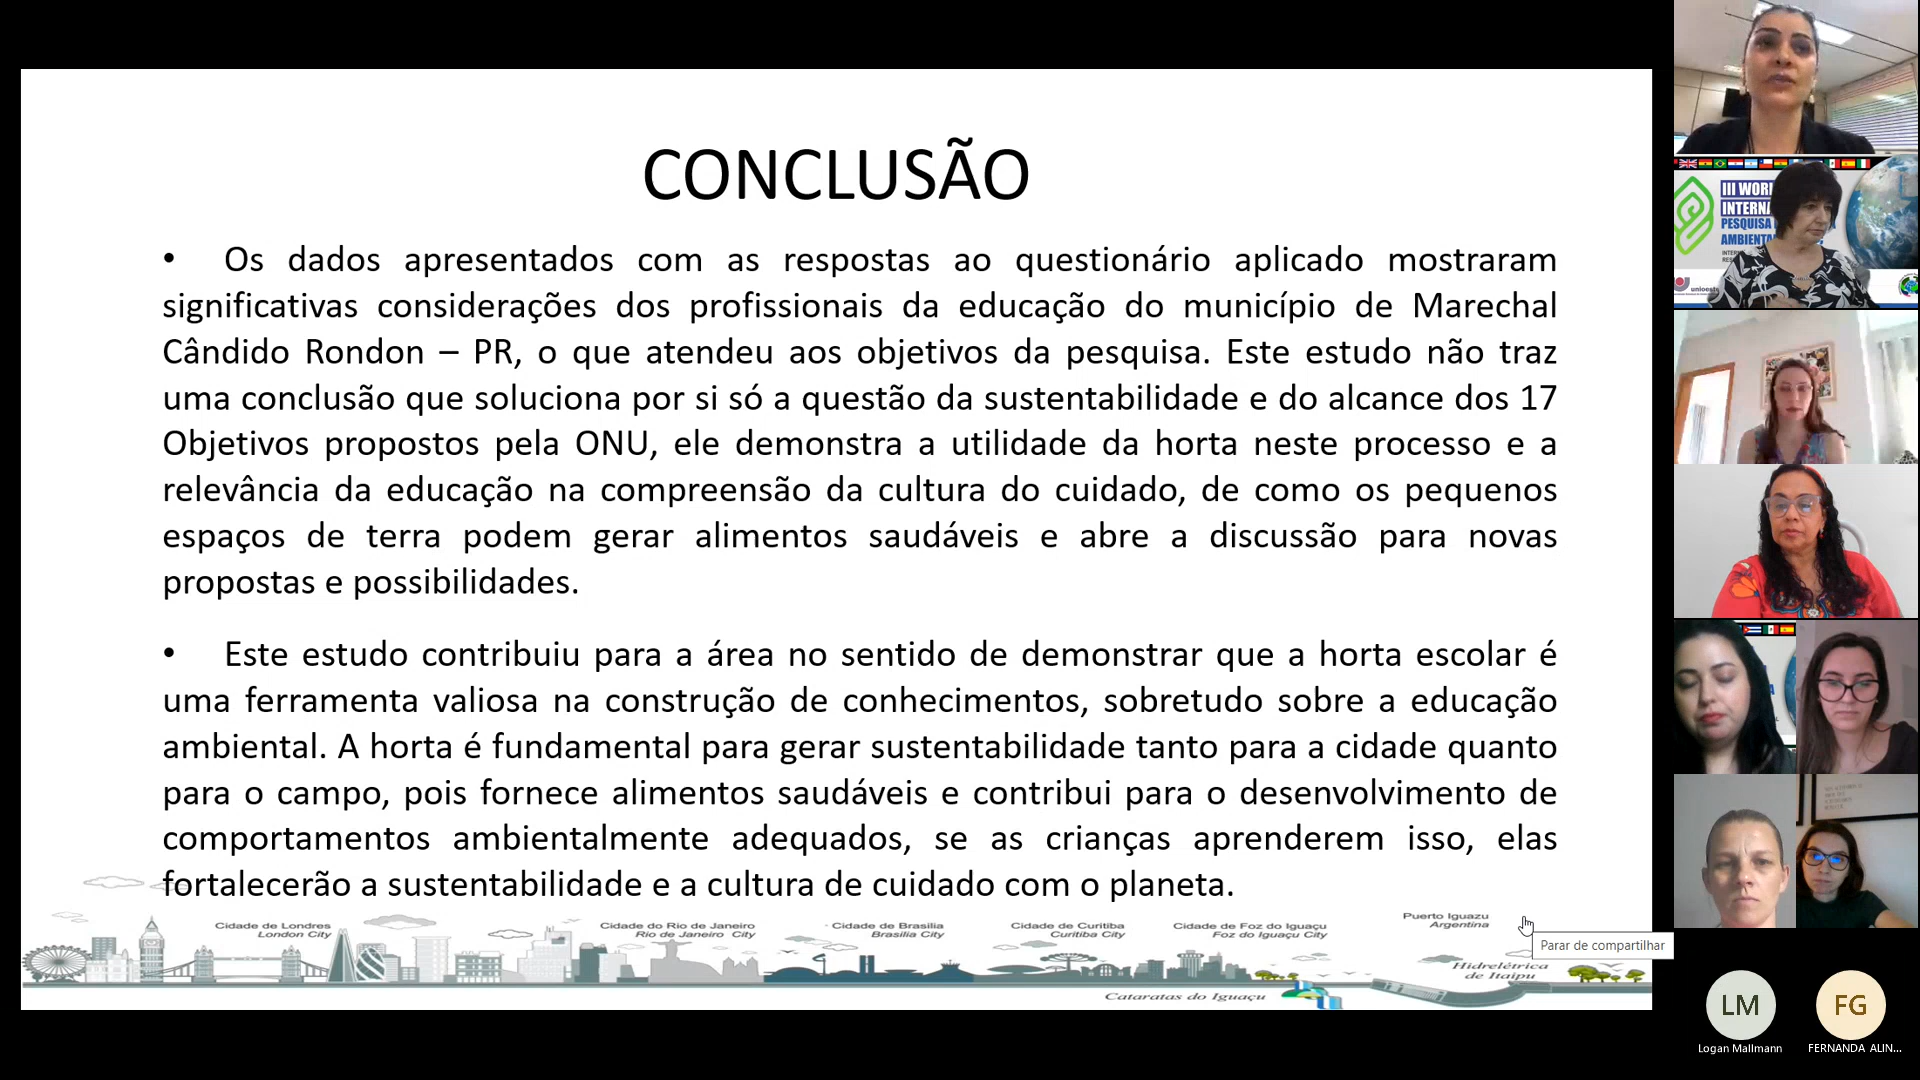 CONCLUSÃO
• Os dados apresentados com as respostas ao questionário aplicado mostraram
significativas considerações dos profissionais da educação do município de Marechal
Cândido Rondon – PR, o que atendeu aos objetivos da pesquisa. Este estudo não traz
uma conclusão que soluciona por si só a questão da sustentabilidade e do alcance dos 17
Objetivos propostos pela ONU, ele demonstra a utilidade da horta neste processo e a
relevância da educação na compreensão da cultura do cuidado, de como os pequenos
espaços de terra podem gerar alimentos saudáveis e abre a discussão para novas
propostas e possibilidades.
• Este estudo contribuiu para a área no sentido de demonstrar que a horta escolar é
uma ferramenta valiosa na construção de conhecimentos, sobretudo sobre a educação
ambiental. A horta é fundamental para gerar sustentabilidade tanto para a cidade quanto
para o campo, pois fornece alimentos saudáveis e contribui para o desenvolvimento de
comportamentos ambientalmente adequados, se as crianças aprenderem isso, elas
fortalecerão a sustentabilidade e a cultura de cuidado com o planeta.
Cidade de Londres
London City
Cidade do Rio de Janeiro
Rio de Janeiro City
Cidade de Brasília
Brasília City
Cidade de Curitiba
Curitiba City
Cidade de Foz do Iguaçu
Foz do Iguaçu City
Puerto Iguazu
Argentina
Hidrelétrica
de Itaipu
Cataratas do Iguaçu
Parar de compartilhar
III WOR
INTERNA
PESQUISA
AMBIENTA
unioeste
LM
Logan Mallmann
FG
FERNANDA ALIN...